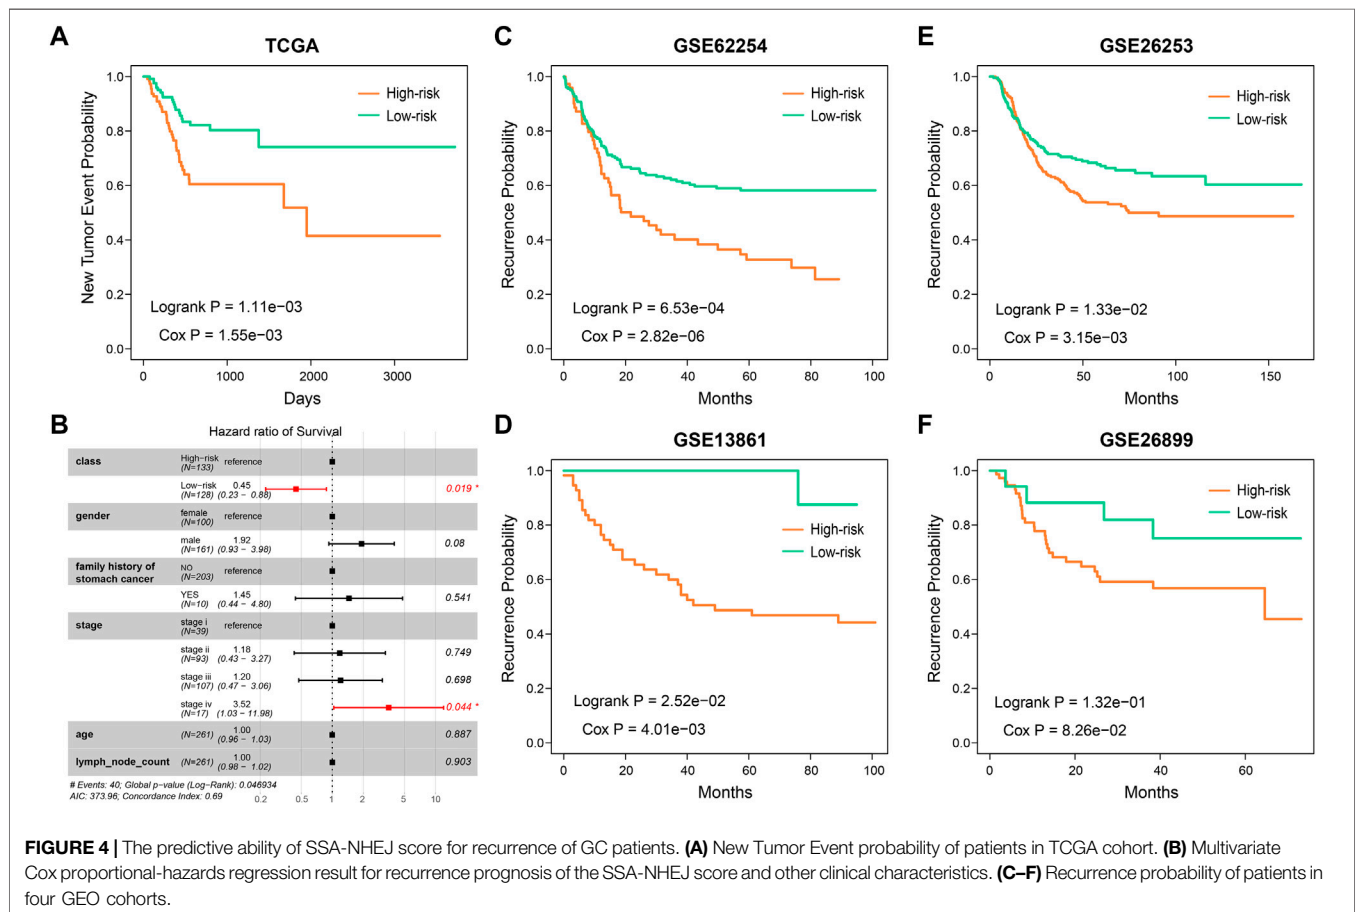 A
TCGA
New Tumor Event Probability
1.0
0.8
0.6
0.4
0.2
0.0
High-risk
Low-risk
Logrank P = 1.11e−03
Cox P = 1.55e−03
0 1000 2000 3000
Days
B
Hazard ratio of Survival
class High−risk (N=133) reference
Low−risk (N=128) 0.45 (0.23 − 0.88) 0.019 *
gender female (N=100) reference
male (N=161) 1.92 (0.93 − 3.98) 0.08
family history of stomach cancer NO (N=203) reference
YES (N=10) 1.45 (0.44 − 4.80) 0.541
stage stage i (N=39) reference
stage ii (N=93) 1.18 (0.43 − 3.27) 0.749
stage iii (N=107) 1.20 (0.47 − 3.06) 0.698
stage iv (N=17) 3.52 (1.03 − 11.98) 0.044 *
age (N=261) 1.00 (0.96 − 1.03) 0.887
lymph_node_count (N=261) 1.00 (0.98 − 1.02) 0.903
# Events: 40; Global p−value (Log−Rank): 0.046934
AIC: 373.96; Concordance Index: 0.69
0.2 0.5 1 2 5 10
C
GSE62254
Recurrence Probability
1.0
0.8
0.6
0.4
0.2
0.0
High-risk
Low-risk
Logrank P = 6.53e−04
Cox P = 2.82e−06
0 20 40 60 80 100
Months
D
GSE13861
Recurrence Probability
1.0
0.8
0.6
0.4
0.2
0.0
High-risk
Low-risk
Logrank P = 2.52e−02
Cox P = 4.01e−03
0 20 40 60 80 100
Months
E
GSE26253
Recurrence Probability
1.0
0.8
0.6
0.4
0.2
0.0
High-risk
Low-risk
Logrank P = 1.33e−02
Cox P = 3.15e−03
0 50 100 150
Months
F
GSE26899
Recurrence Probability
1.0
0.8
0.6
0.4
0.2
0.0
High-risk
Low-risk
Logrank P = 1.32e−01
Cox P = 8.26e−02
0 20 40 60
Months
FIGURE 4 | The predictive ability of SSA-NHEJ score for recurrence of GC patients. (A) New Tumor Event probability of patients in TCGA cohort. (B) Multivariate
Cox proportional-hazards regression result for recurrence prognosis of the SSA-NHEJ score and other clinical characteristics. (C–F) Recurrence probability of patients in
four GEO cohorts.